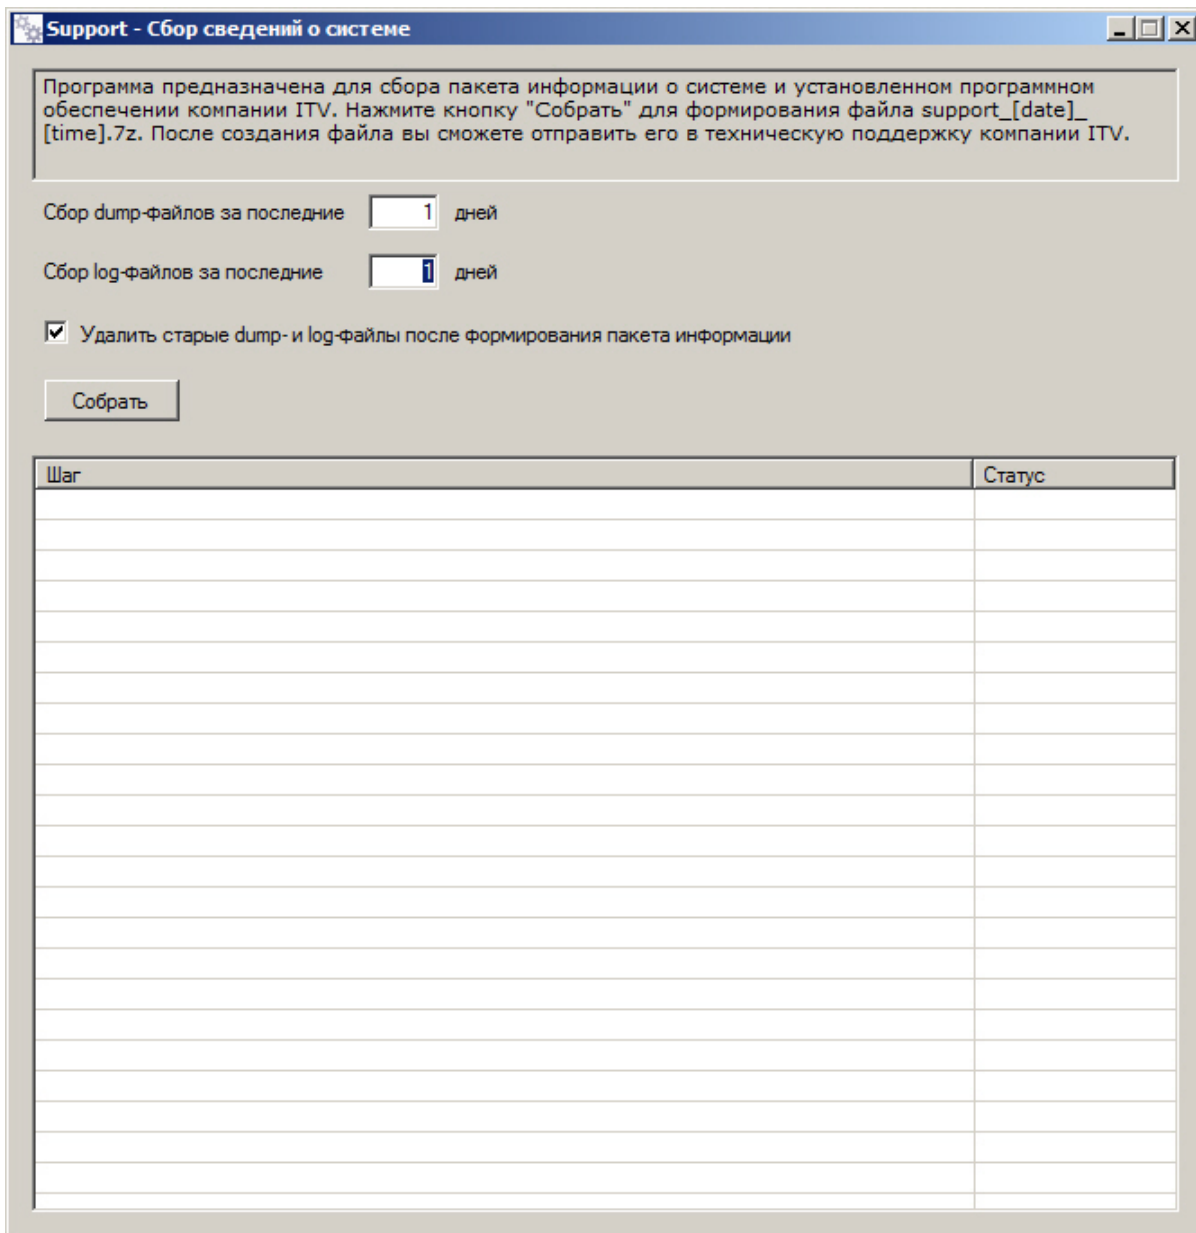 Support - Сбор сведений о системе
Программа предназначена для сбора пакета информации о системе и установленном программном
обеспечении компании ITV. Нажмите кнопку "Собрать" для формирования файла support_[date]_
[time].7z. После создания файла вы сможете отправить его в техническую поддержку компании ITV.
Сбор dump-файлов за последние 1 дней
Сбор log-файлов за последние 1 дней
Удалить старые dump- и log-файлы после формирования пакета информации
Собрать
Шаг Статус